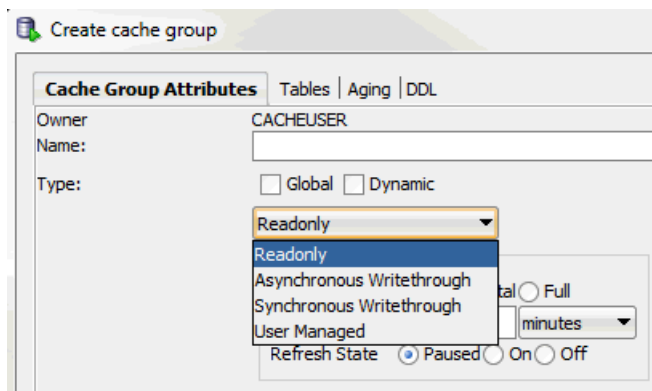 Create cache group
Cache Group Attributes Tables Aging DDL
Owner CACHEUSER
Name:
Type: Global Dynamic
Readonly
Readonly
Asynchronous Writethrough
tal Full
Synchronous Writethrough
User Managed minutes
Refresh State Paused On Off